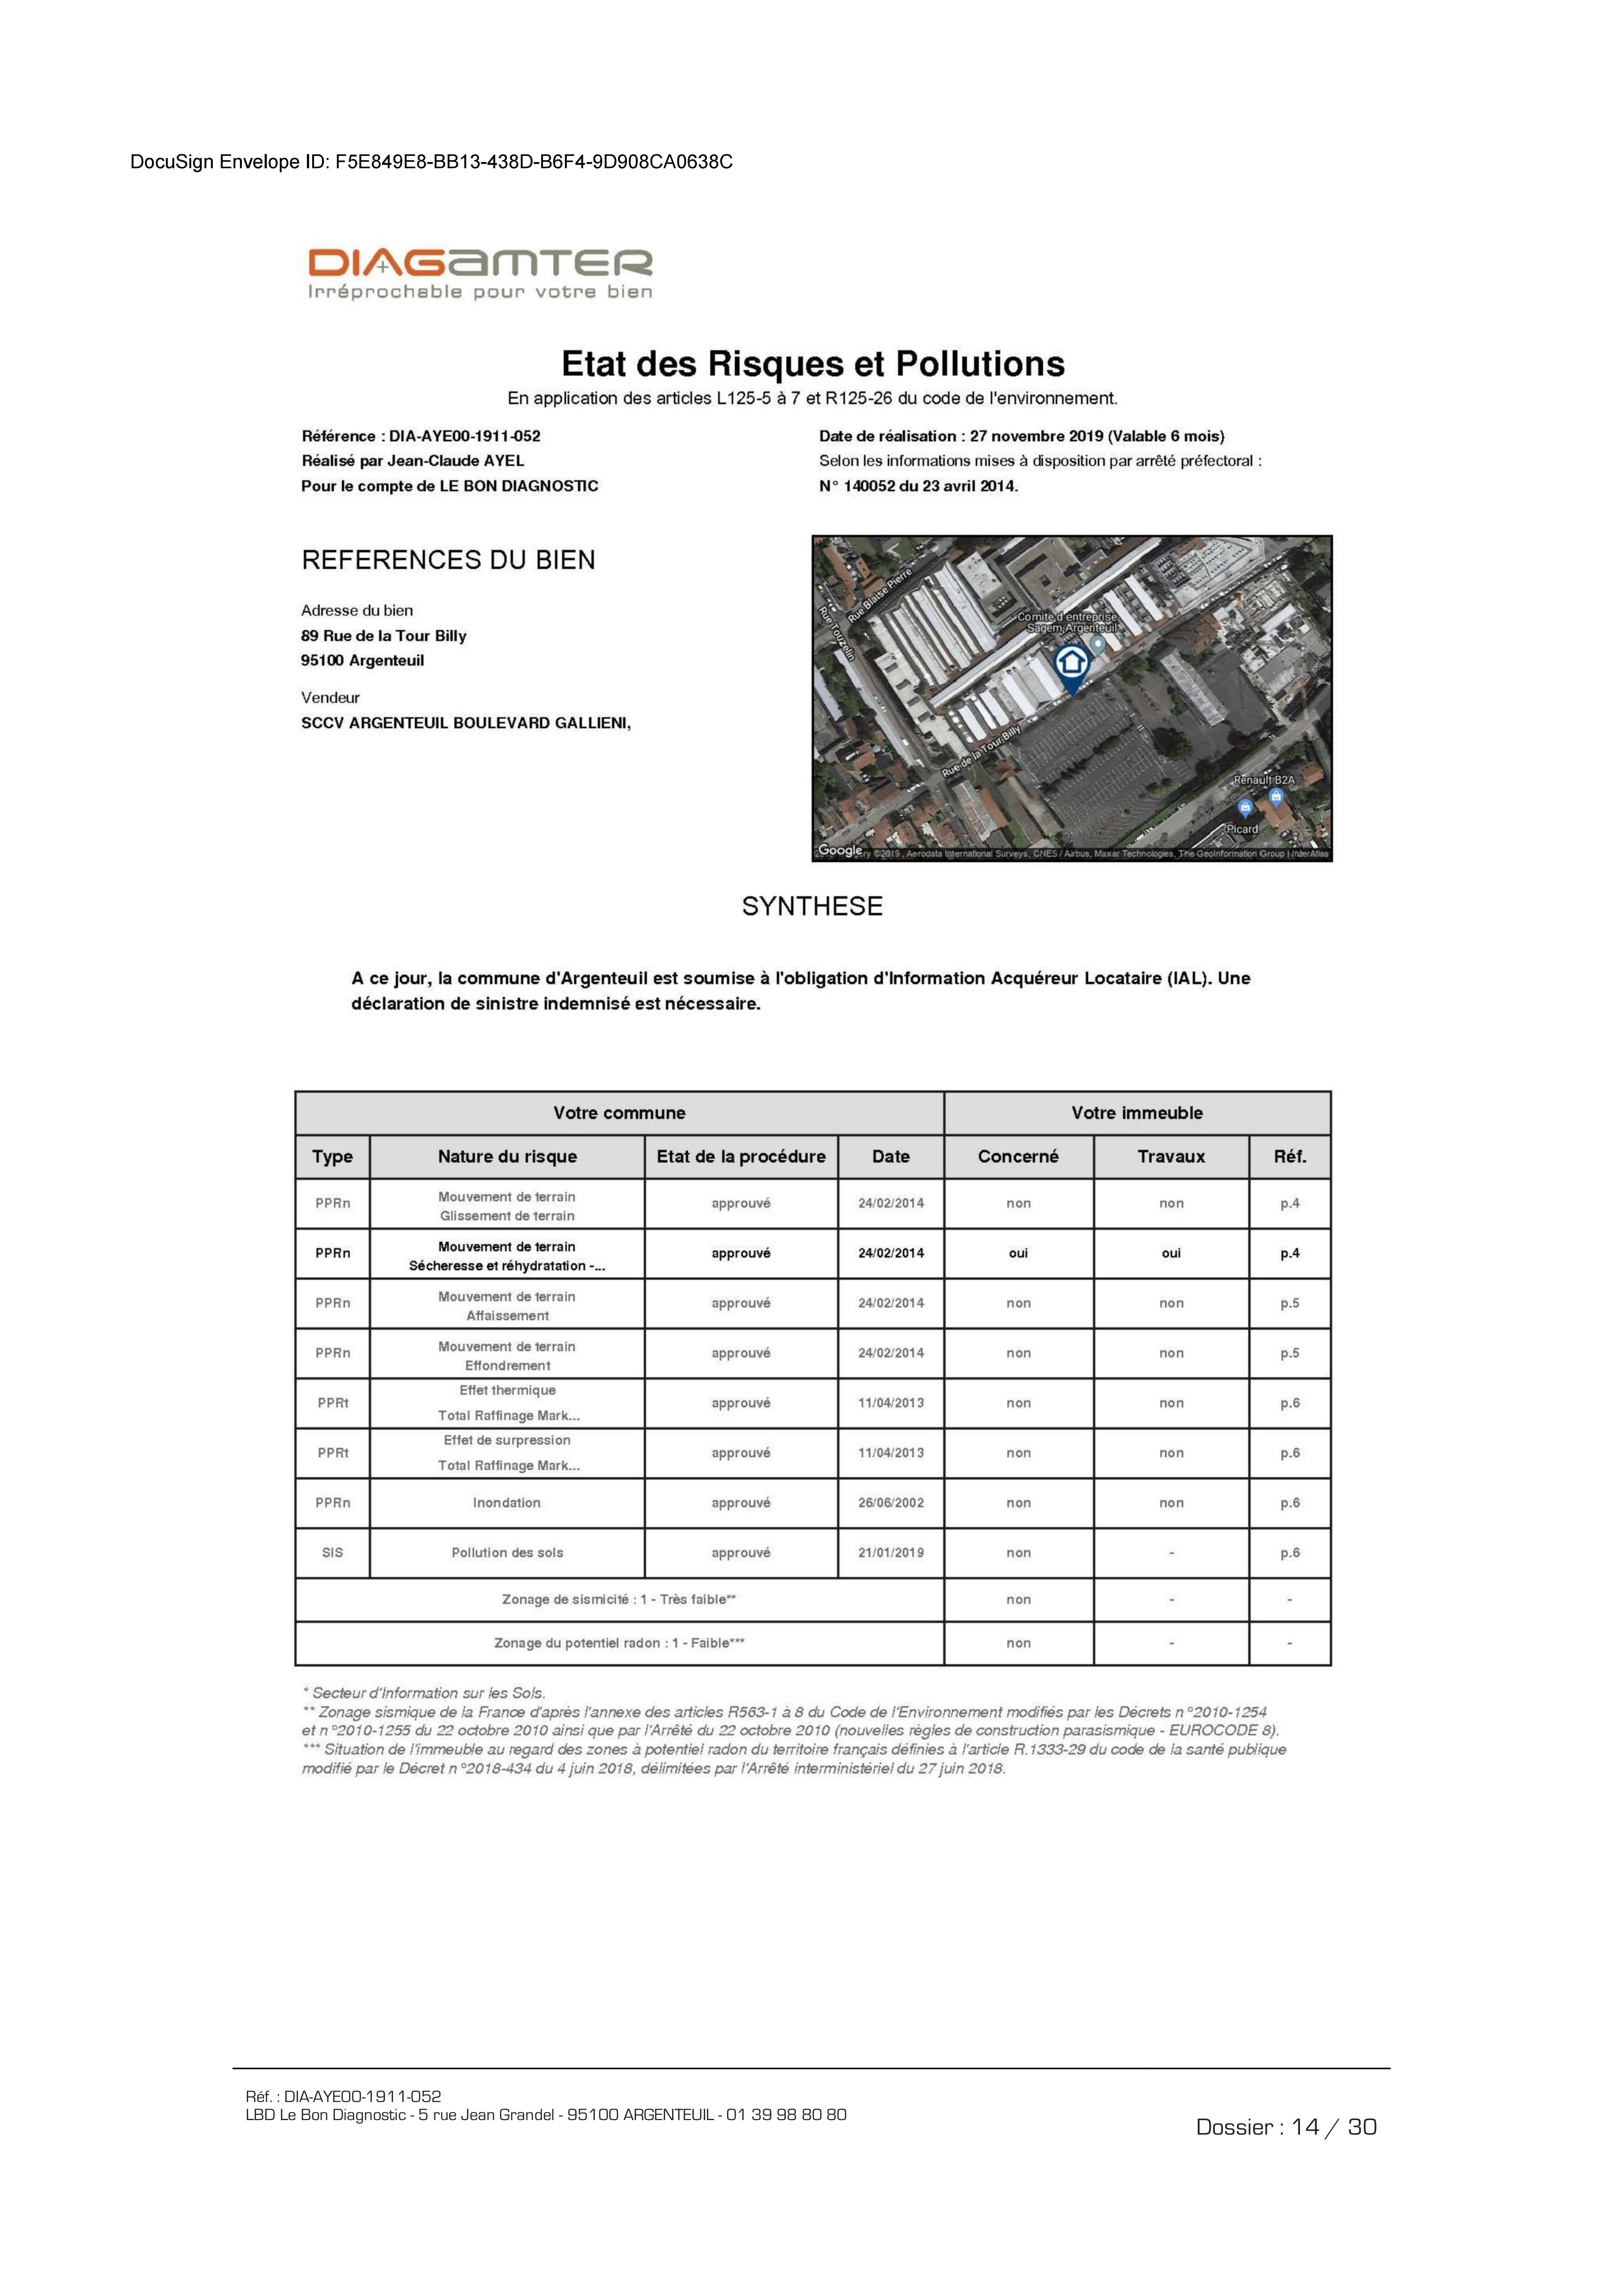 DocuSign Envelope ID: F5E849E8-BB13-438D-B6F4-9D908CA0638C
DIAGAMTER
Irréprochable pour votre bien
Etat des Risques et Pollutions
En application des articles L125-5 à 7 et R125-26 du code de l'environnement.
Référence : DIA-AYE00-1911-052
Réalisé par Jean-Claude AYEL
Pour le compte de LE BON DIAGNOSTIC
Date de réalisation : 27 novembre 2019 (Valable 6 mois)
Selon les informations mises à disposition par arrêté préfectoral :
N° 140052 du 23 avril 2014.
REFERENCES DU BIEN
Adresse du bien
89 Rue de la Tour Billy
95100 Argenteuil
Vendeur
SCCV ARGENTEUIL BOULEVARD GALLIENI,
Rue Blaise Pierre
Rue Touzelin
Comité d'entreprise
Sagem Argenteuil
Rue de la Tour Billy
Renault B2A
Picard
Google
©2019 , Aerodata International Surveys, CNES / Airbus, Maxar Technologies, The GeoInformation Group | InterAtlas
SYNTHESE
A ce jour, la commune d'Argenteuil est soumise à l'obligation d'Information Acquéreur Locataire (IAL). Une
déclaration de sinistre indemnisé est nécessaire.
Votre commune Votre immeuble
Type Nature du risque Etat de la procédure Date Concerné Travaux Réf.
PPRn Mouvement de terrain
Glissement de terrain approuvé 24/02/2014 non non p.4
PPRn Mouvement de terrain
Sécheresse et réhydratation -... approuvé 24/02/2014 oui oui p.4
PPRn Mouvement de terrain
Affaissement approuvé 24/02/2014 non non p.5
PPRn Mouvement de terrain
Effondrement approuvé 24/02/2014 non non p.5
PPRt Effet thermique
Total Raffinage Mark... approuvé 11/04/2013 non non p.6
PPRt Effet de surpression
Total Raffinage Mark... approuvé 11/04/2013 non non p.6
PPRn Inondation approuvé 26/06/2002 non non p.6
SIS Pollution des sols approuvé 21/01/2019 non - p.6
Zonage de sismicité : 1 - Très faible** non - -
Zonage du potentiel radon : 1 - Faible*** non - -
* Secteur d'Information sur les Sols.
** Zonage sismique de la France d'après l'annexe des articles R563-1 à 8 du Code de l'Environnement modifiés par les Décrets n°2010-1254
et n°2010-1255 du 22 octobre 2010 ainsi que par l'Arrêté du 22 octobre 2010 (nouvelles règles de construction parasismique - EUROCODE 8).
*** Situation de l'immeuble au regard des zones à potentiel radon du territoire français définies à l'article R.1333-29 du code de la santé publique
modifié par le Décret n°2018-434 du 4 juin 2018, délimitées par l'Arrêté interministériel du 27 juin 2018.
Réf. : DIA-AYE00-1911-052
LBD Le Bon Diagnostic - 5 rue Jean Grandel - 95100 ARGENTEUIL - 01 39 98 80 80
Dossier : 14 / 30